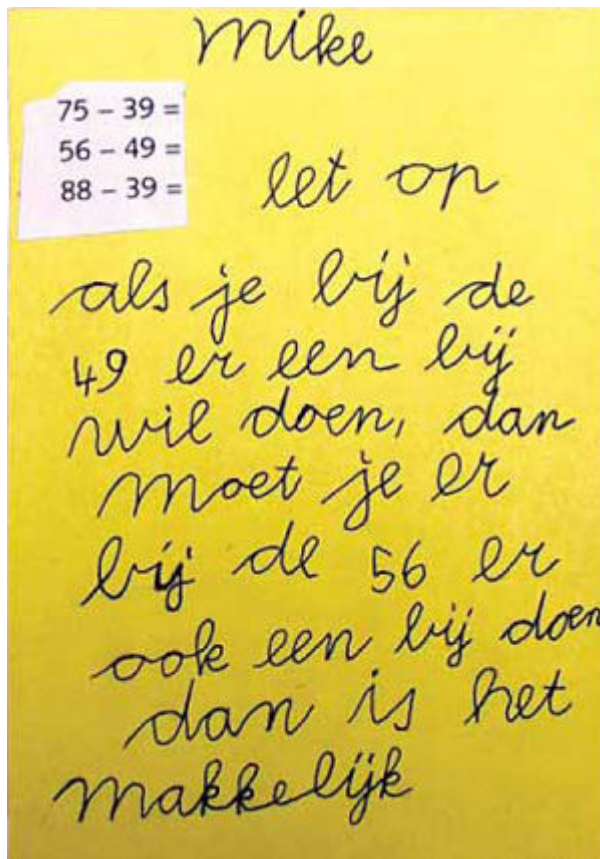 Mike
75 – 39 =
56 – 49 =
88 – 39 =
let op
als je bij de
49 er een bij
wil doen, dan
moet je er
bij de 56 er
ook een bij doen
dan is het
makkelijk